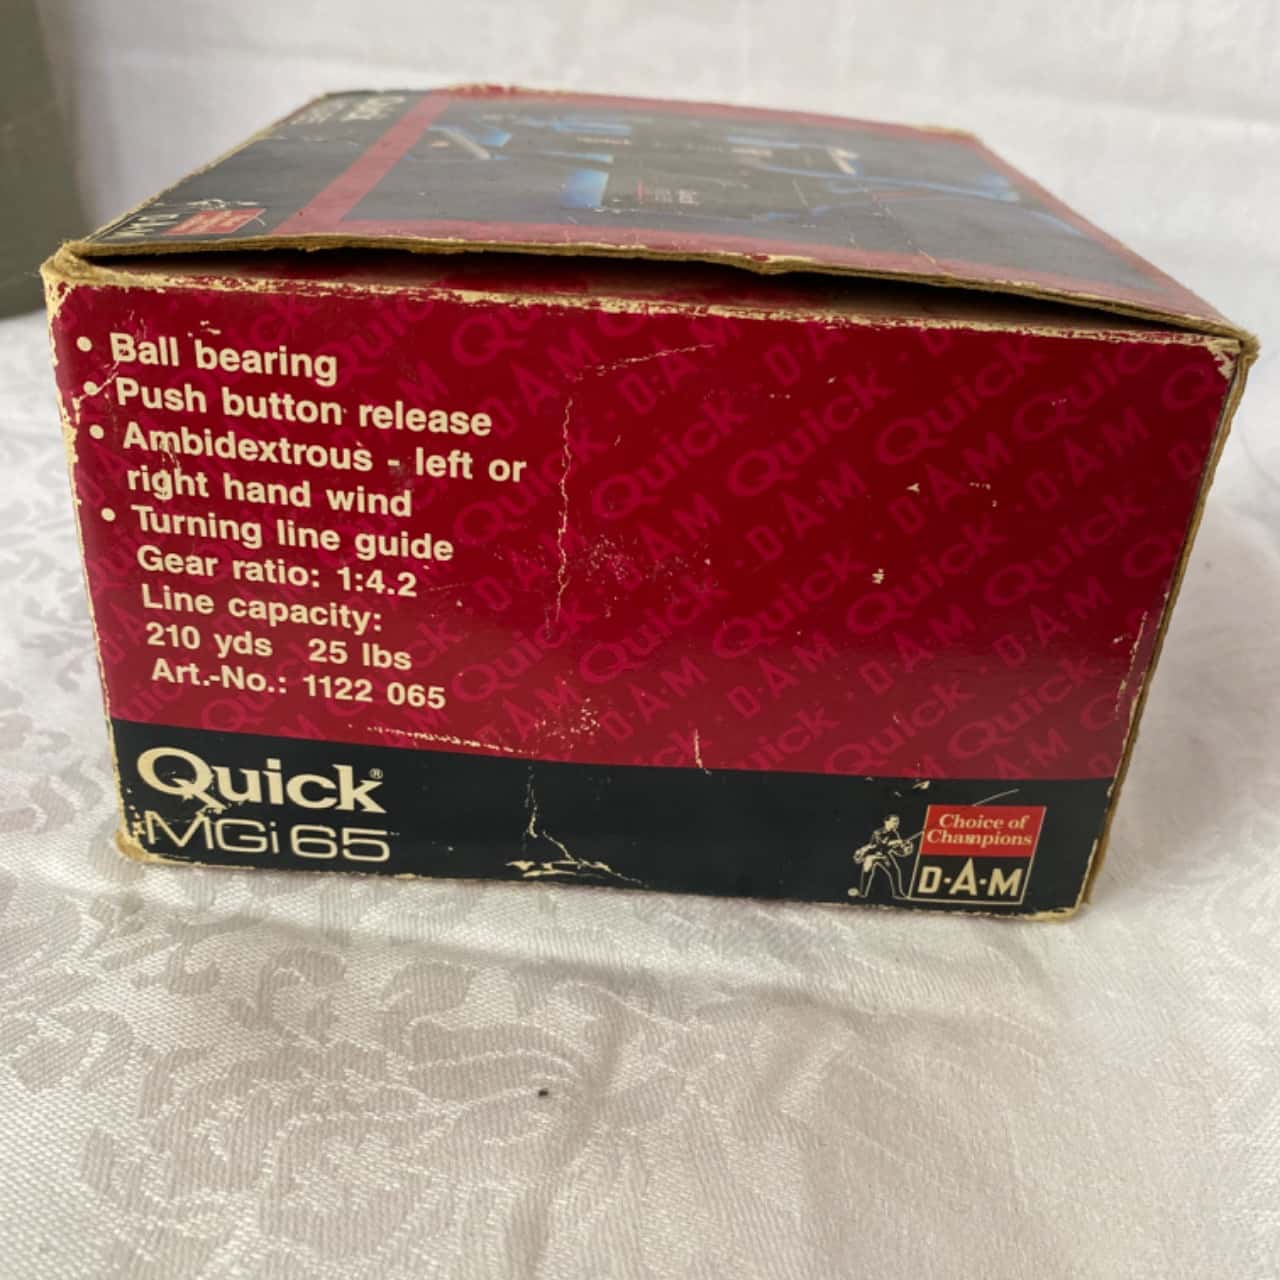 • Ball bearing
• Push button release
• Ambidextrous - left or
right hand wind
• Turning line guide
Gear ratio: 1:4.2
Line capacity:
210 yds 25 lbs
Art.-No.: 1122 065
Quick®
MGi 65
Choice of
Champions
D·A·M